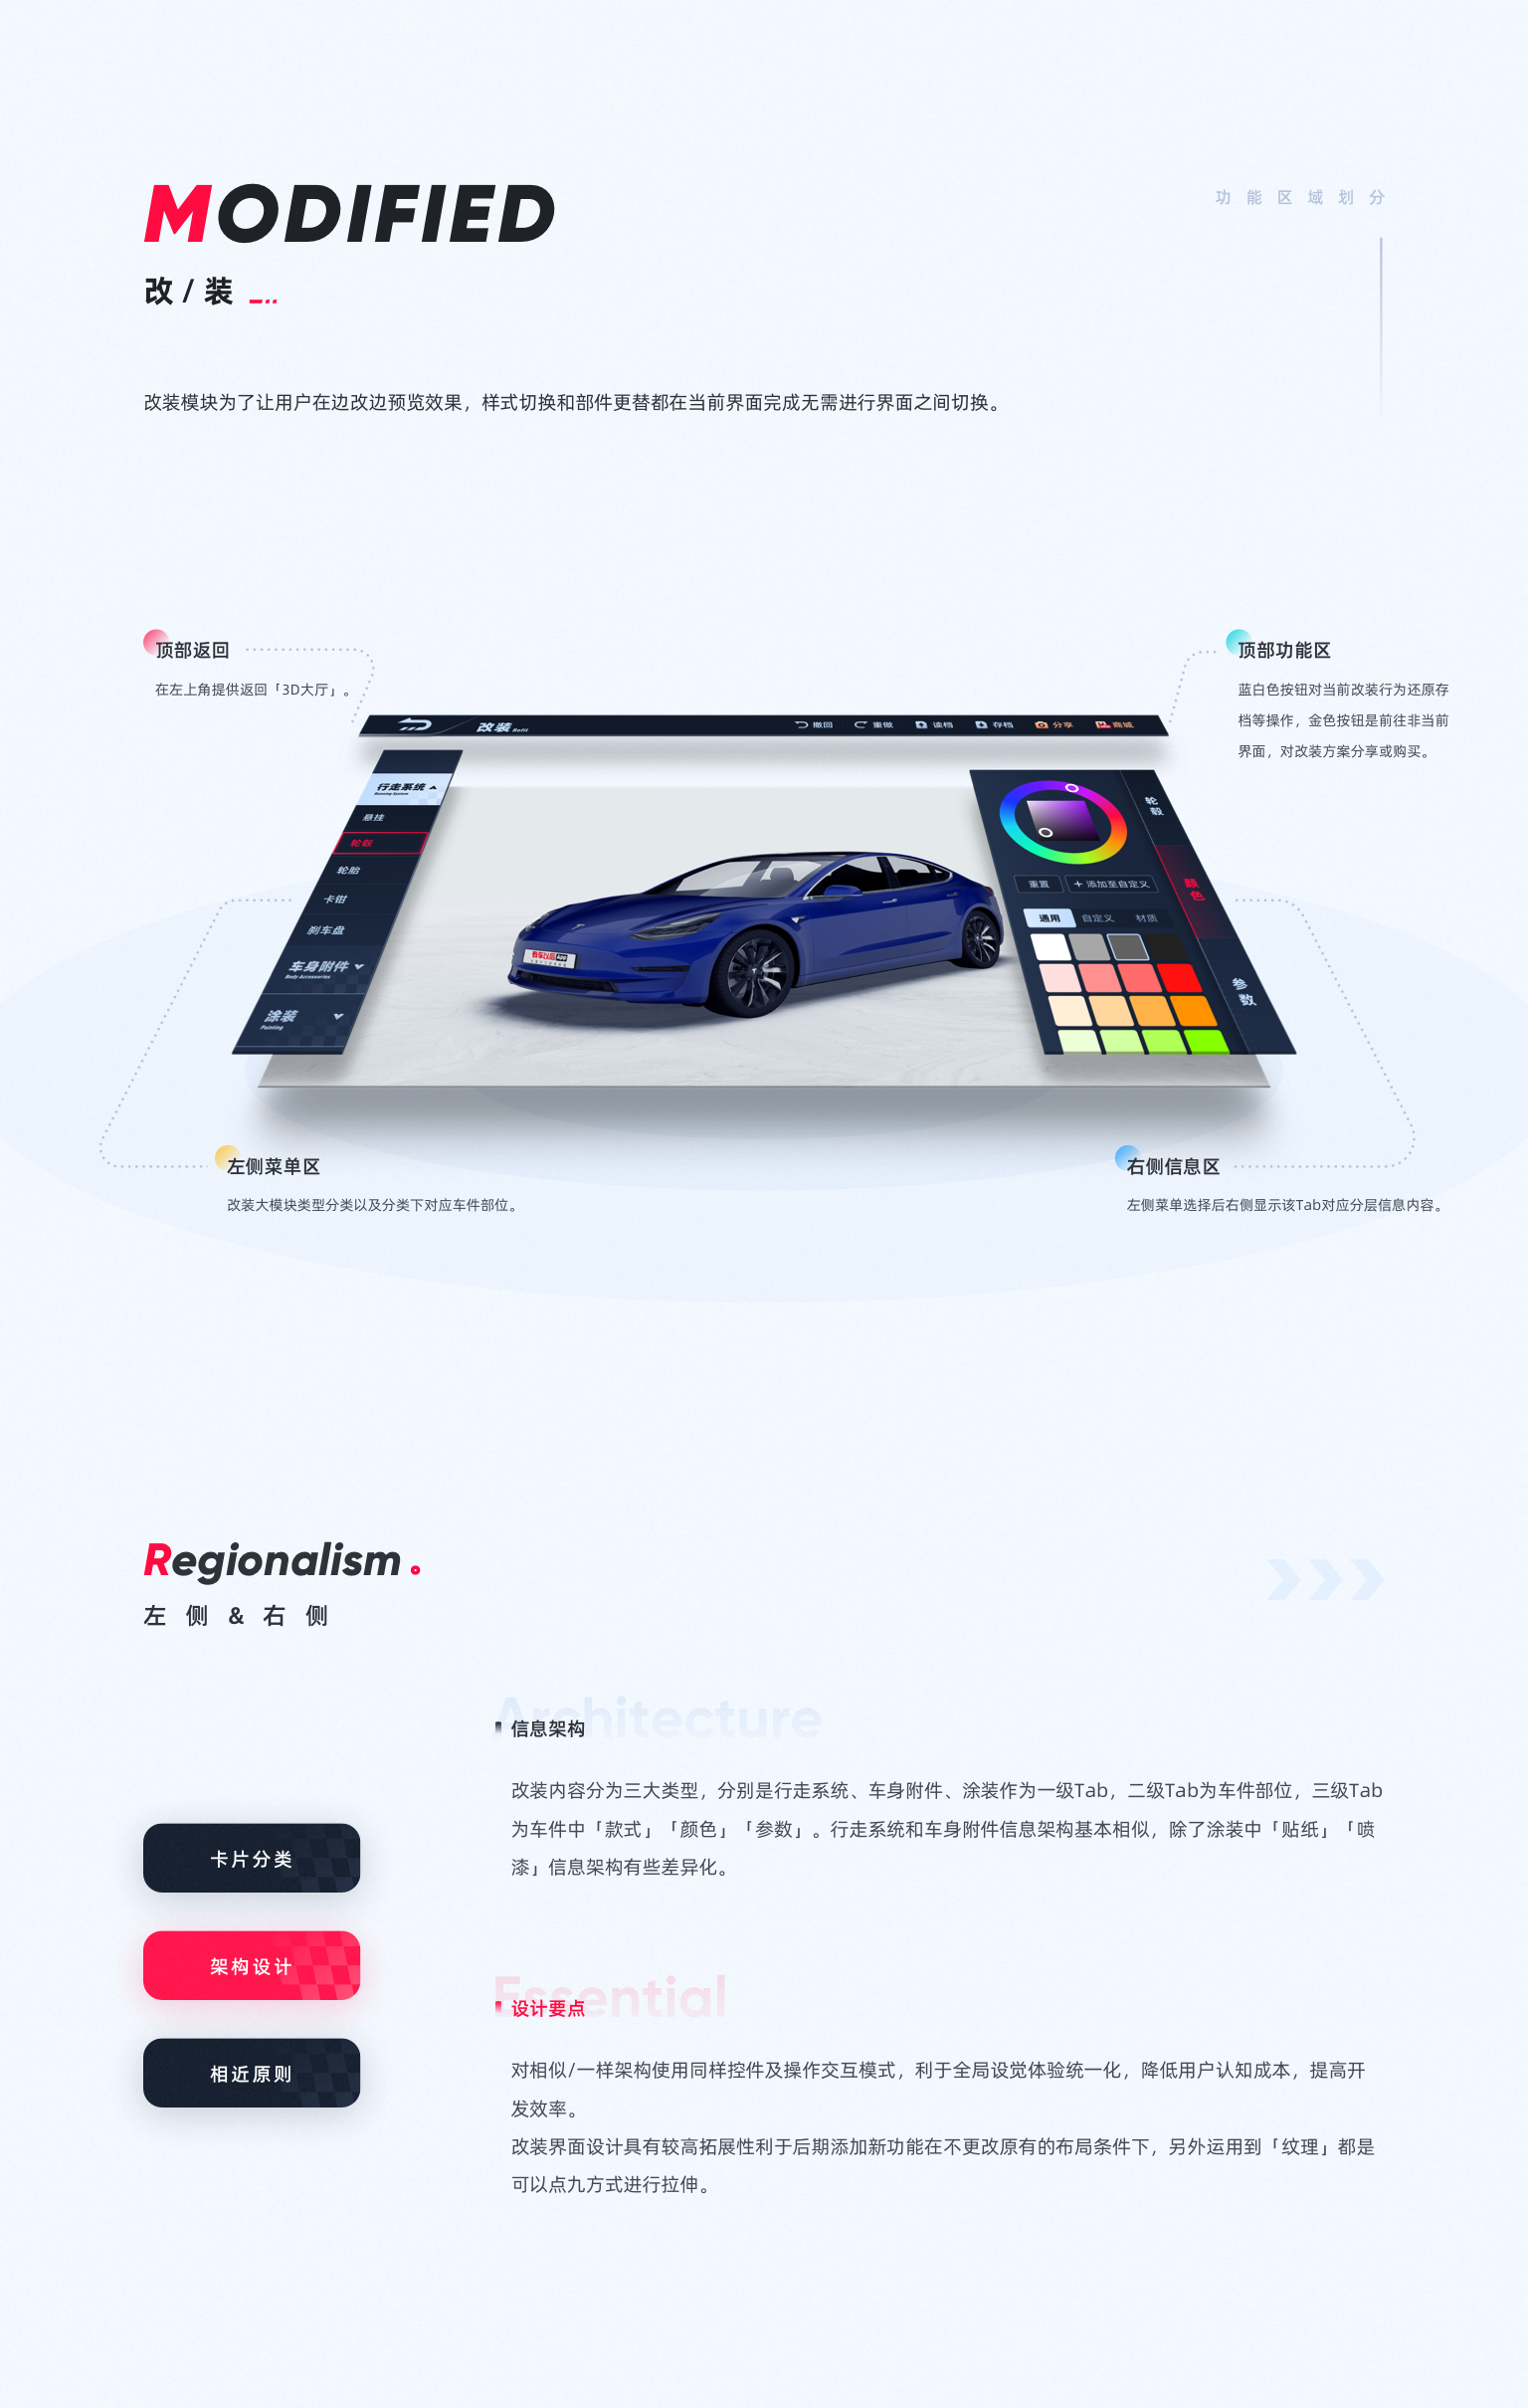 MODIFIED
功能区域划分
改/装
改装模块为了让用户在边改边预览效果，样式切换和部件更替都在当前界面完成无需进行界面之间切换。
顶部返回
在左上角提供返回「3D大厅」。
顶部功能区
蓝白色按钮对当前改装行为还原存
档等操作，金色按钮是前往非当前
界面，对改装方案分享或购买。
改装 Refit
撤回 重做 读档 存档 分享 商城
行走系统
Running System
悬挂
轮毂
轮胎
卡钳
刹车盘
车身附件
Body Accessories
涂装
Painting
有车以后 APP
轮毂
颜色
参数
重置
+ 添加至自定义
通用 自定义 材质
左侧菜单区
改装大模块类型分类以及分类下对应车件部位。
右侧信息区
左侧菜单选择后右侧显示该Tab对应分层信息内容。
Regionalism.
左侧&右侧
Architecture
信息架构
改装内容分为三大类型，分别是行走系统、车身附件、涂装作为一级Tab，二级Tab为车件部位，三级Tab
为车件中「款式」「颜色」「参数」。行走系统和车身附件信息架构基本相似，除了涂装中「贴纸」「喷
漆」信息架构有些差异化。
卡片分类
架构设计
相近原则
Essential
设计要点
对相似/一样架构使用同样控件及操作交互模式，利于全局设觉体验统一化，降低用户认知成本，提高开
发效率。
改装界面设计具有较高拓展性利于后期添加新功能在不更改原有的布局条件下，另外运用到「纹理」都是
可以点九方式进行拉伸。